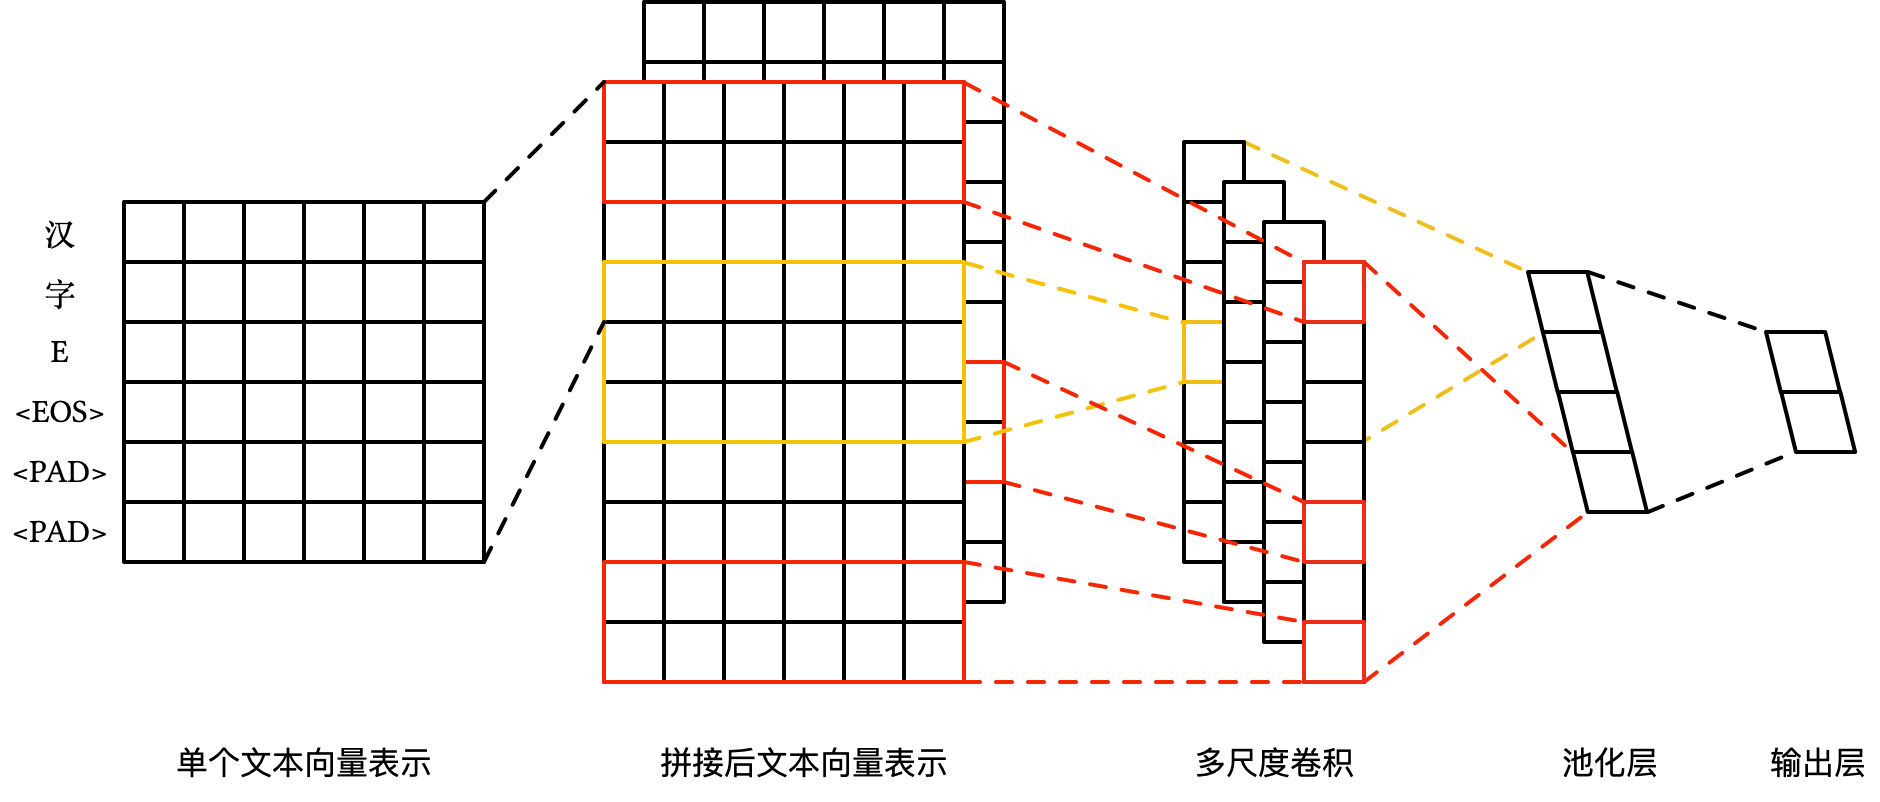 汉
字
E
<EOS>
<PAD>
<PAD>
单个文本向量表示
拼接后文本向量表示
多尺度卷积
池化层
输出层